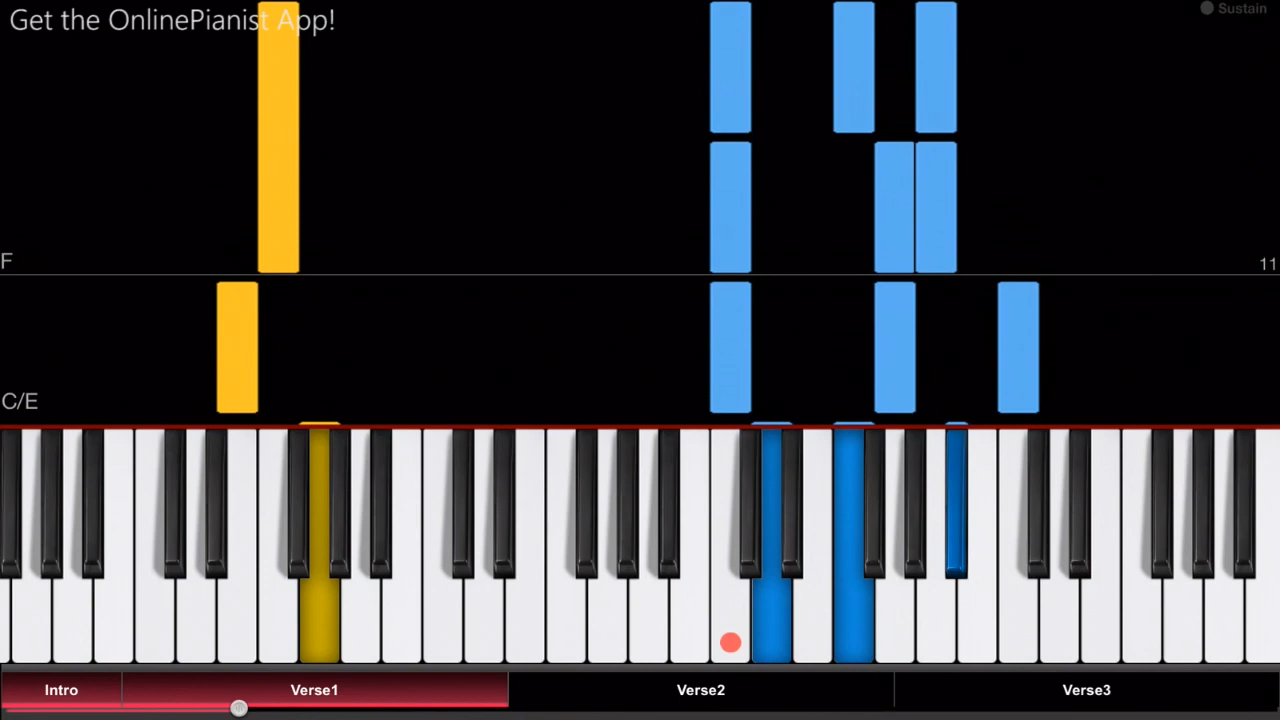 Get the OnlinePianist App!
Sustain
F
11
C/E
Intro
Verse1
Verse2
Verse3